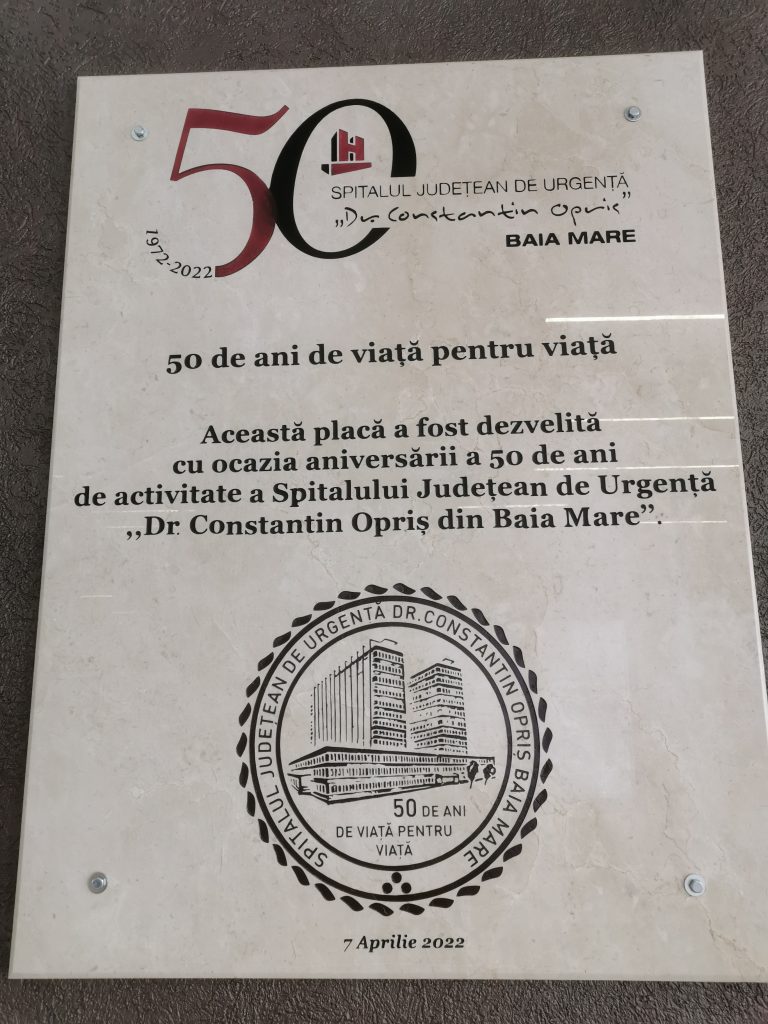 50
H
SPITALUL JUDEȚEAN DE URGENȚĂ
„Dr. Constantin Opriș”
BAIA MARE
1972-2022
50 de ani de viață pentru viață
Această placă a fost dezvelită
cu ocazia aniversării a 50 de ani
de activitate a Spitalului Județean de Urgență
,,Dr. Constantin Opriș din Baia Mare”.
SPITALUL JUDEȚEAN DE URGENTĂ DR.CONSTANTIN OPRIȘ BAIA MARE
50 DE ANI
DE VIAȚĂ PENTRU
VIAȚĂ
7 Aprilie 2022